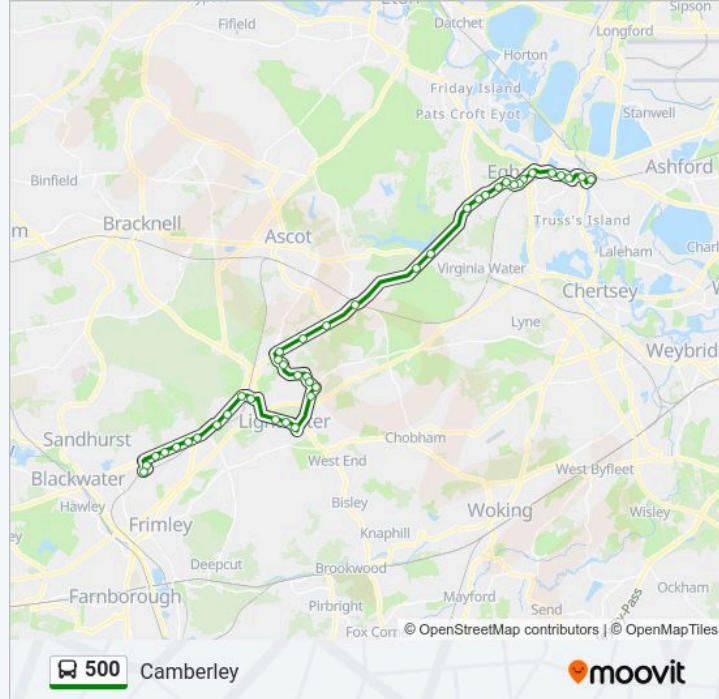 Eton
Sipson
Fifield
Datchet
Longford
Horton
Friday Island
Stanwell
Pats Croft Eyot
Ashford
Binfield
Bracknell
Truss's Island
Ascot
Laleham
Virginia Water
Chertsey
Lyne
Weybrid
Sandhurst
Chobham
Blackwater
West End
West Byfleet
Hawley
Bisley
Woking
Wisley
Frimley
Knaphill
Deepcut
Brookwood
Farnborough
Mayford
Ockham
Pirbright
Send
© OpenStreetMap contributors | © OpenMapTiles
500 Camberley
moovit